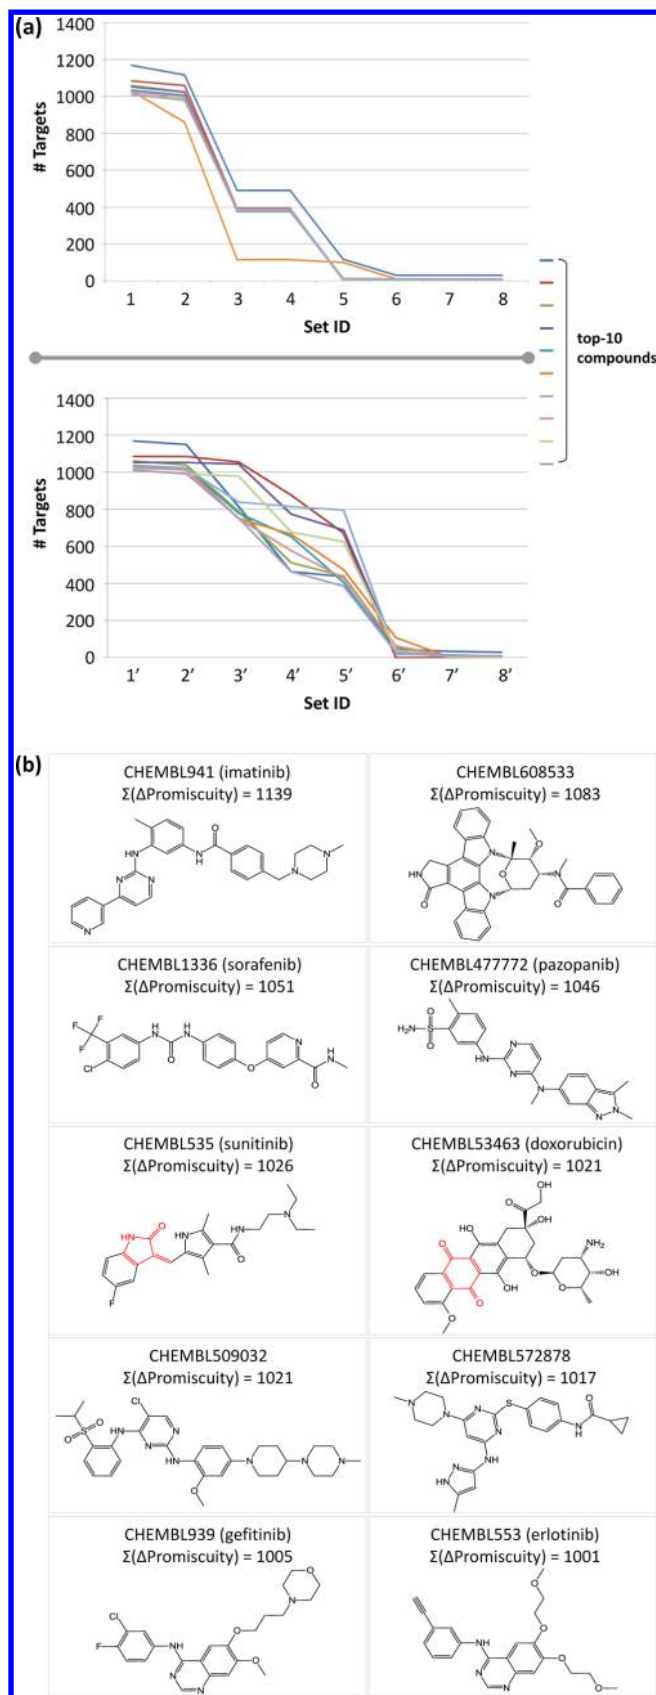 (a)
1400
1200
1000
800
600
400
200
0
# Targets
1 2 3 4 5 6 7 8
Set ID
top-10
compounds
1400
1200
1000
800
600
400
200
0
# Targets
1′ 2′ 3′ 4′ 5′ 6′ 7′ 8′
Set ID
(b)
CHEMBL941 (imatinib)
Σ(ΔPromiscuity) = 1139
CHEMBL608533
Σ(ΔPromiscuity) = 1083
CHEMBL1336 (sorafenib)
Σ(ΔPromiscuity) = 1051
CHEMBL477772 (pazopanib)
Σ(ΔPromiscuity) = 1046
CHEMBL535 (sunitinib)
Σ(ΔPromiscuity) = 1026
CHEMBL53463 (doxorubicin)
Σ(ΔPromiscuity) = 1021
CHEMBL509032
Σ(ΔPromiscuity) = 1021
CHEMBL572878
Σ(ΔPromiscuity) = 1017
CHEMBL939 (gefitinib)
Σ(ΔPromiscuity) = 1005
CHEMBL553 (erlotinib)
Σ(ΔPromiscuity) = 1001